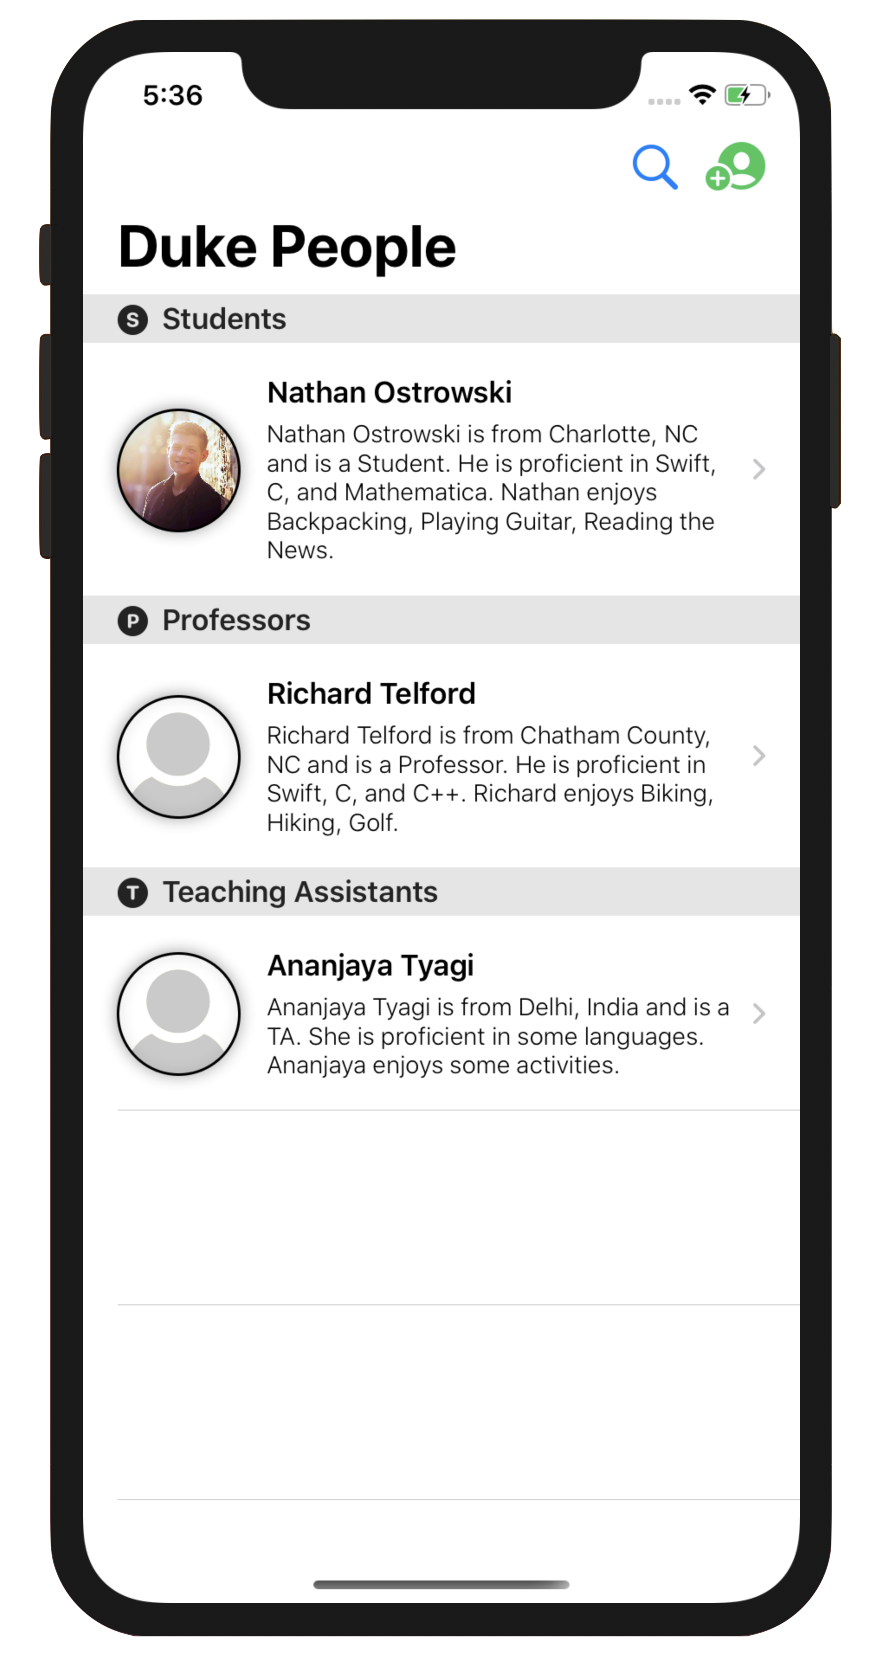 5:36
Duke People
S Students
Nathan Ostrowski
Nathan Ostrowski is from Charlotte, NC
and is a Student. He is proficient in Swift,
C, and Mathematica. Nathan enjoys
Backpacking, Playing Guitar, Reading the
News.
P Professors
Richard Telford
Richard Telford is from Chatham County,
NC and is a Professor. He is proficient in
Swift, C, and C++. Richard enjoys Biking,
Hiking, Golf.
T Teaching Assistants
Ananjaya Tyagi
Ananjaya Tyagi is from Delhi, India and is a
TA. She is proficient in some languages.
Ananjaya enjoys some activities.